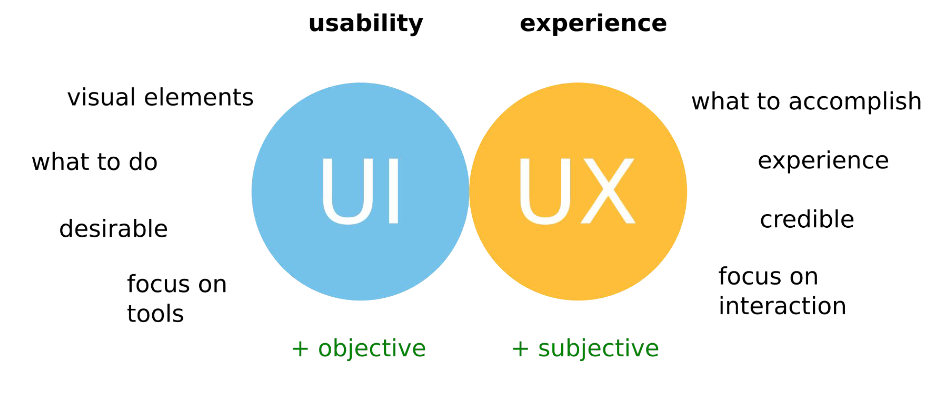 usability
experience
visual elements
what to do
desirable
focus on
tools
UI
UX
what to accomplish
experience
credible
focus on
interaction
+ objective
+ subjective